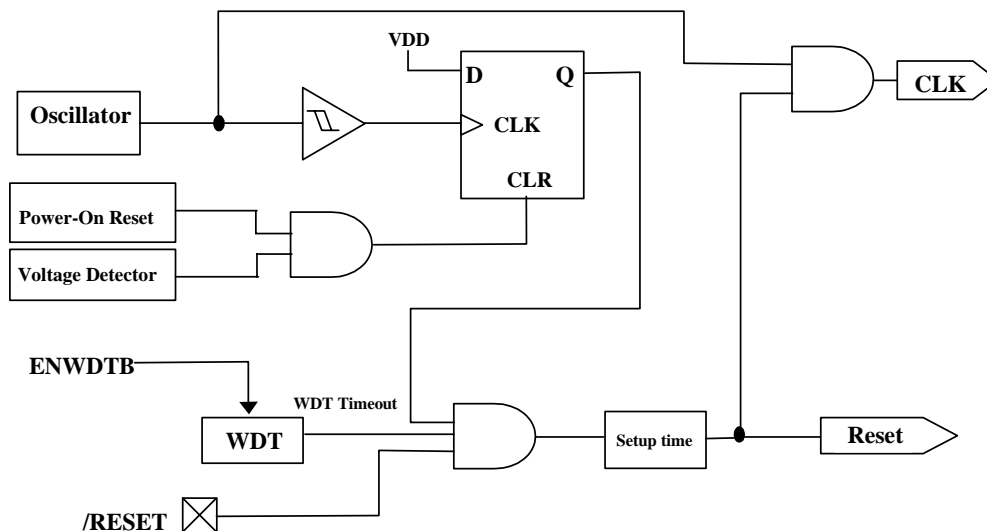 VDD
D
Q
CLK
Oscillator
CLK
CLR
Power-On Reset
Voltage Detector
ENWDTB
WDT Timeout
WDT
Setup time
Reset
/RESET